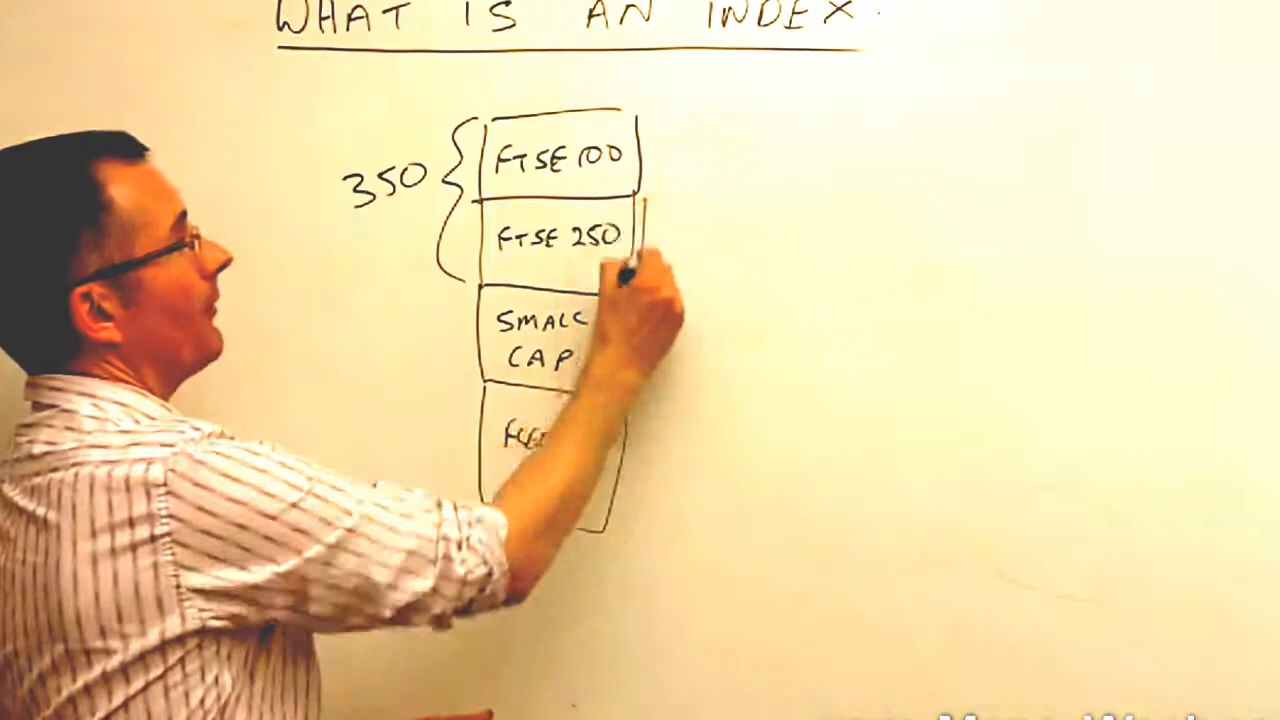 WHAT IS AN INDEX.
350
FTSE 100
FTSE 250
SMALL
CAP